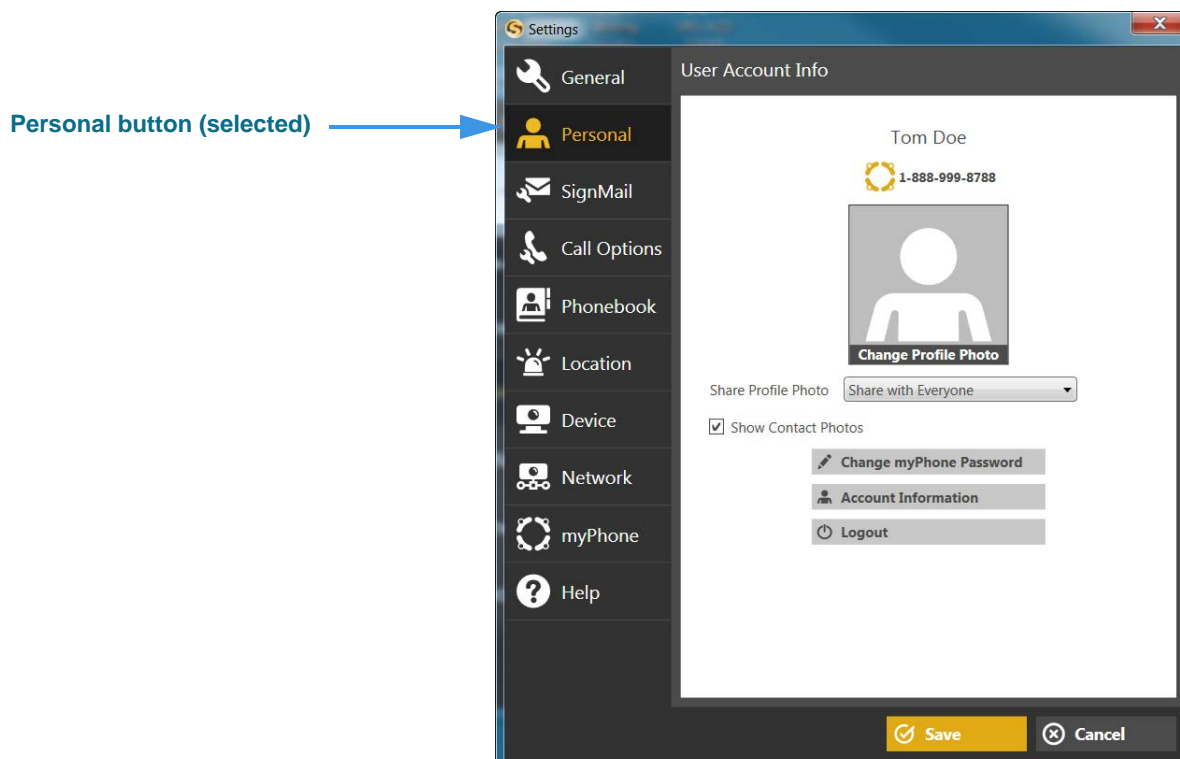 Settings
X
General
User Account Info
Personal button (selected)
Personal
Tom Doe
1-888-999-8788
SignMail
Call Options
Phonebook
Change Profile Photo
Location
Share Profile Photo
Share with Everyone
Device
Show Contact Photos
Change myPhone Password
Network
Account Information
myPhone
Logout
Help
Save
Cancel